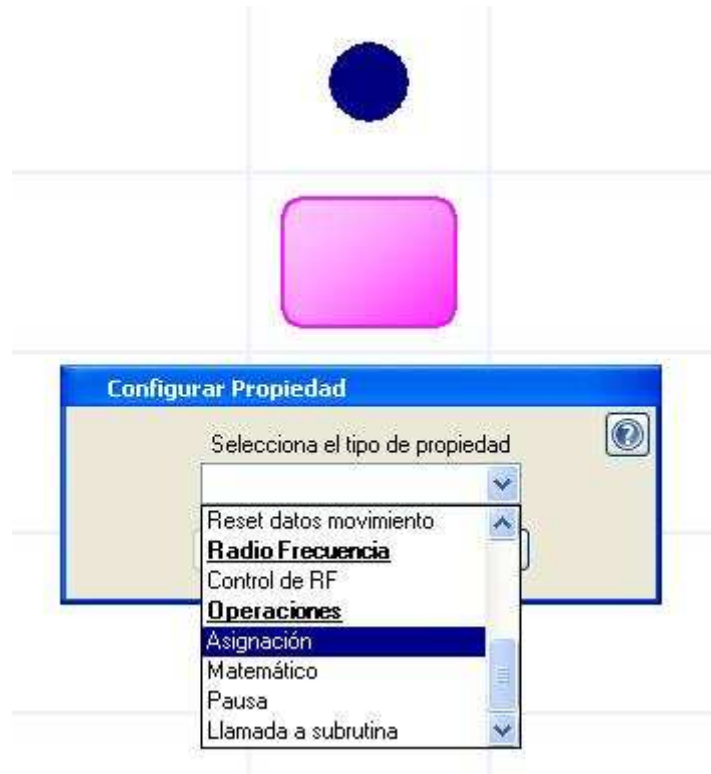 Configurar Propiedad
Selecciona el tipo de propiedad
Reset datos movimiento
Radio Frecuencia
Control de RF
Operaciones
Asignación
Matemático
Pausa
Llamada a subrutina